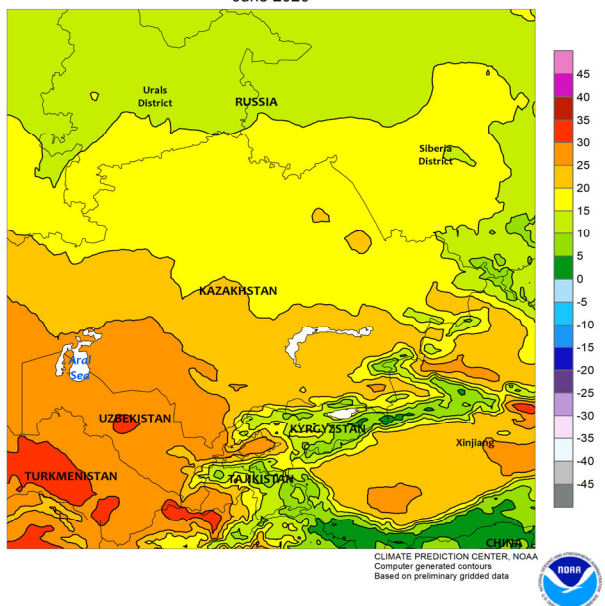 Urals
District
RUSSIA
Siberia
District
KAZAKHSTAN
Aral
Sea
UZBEKISTAN
KYRGYZSTAN
Xinjiang
TURKMENISTAN
TAJIKISTAN
CHINA
45
40
35
30
25
20
15
10
5
0
-5
-10
-15
-20
-25
-30
-35
-40
-45
CLIMATE PREDICTION CENTER, NOAA
Computer generated contours
Based on preliminary gridded data
NOAA